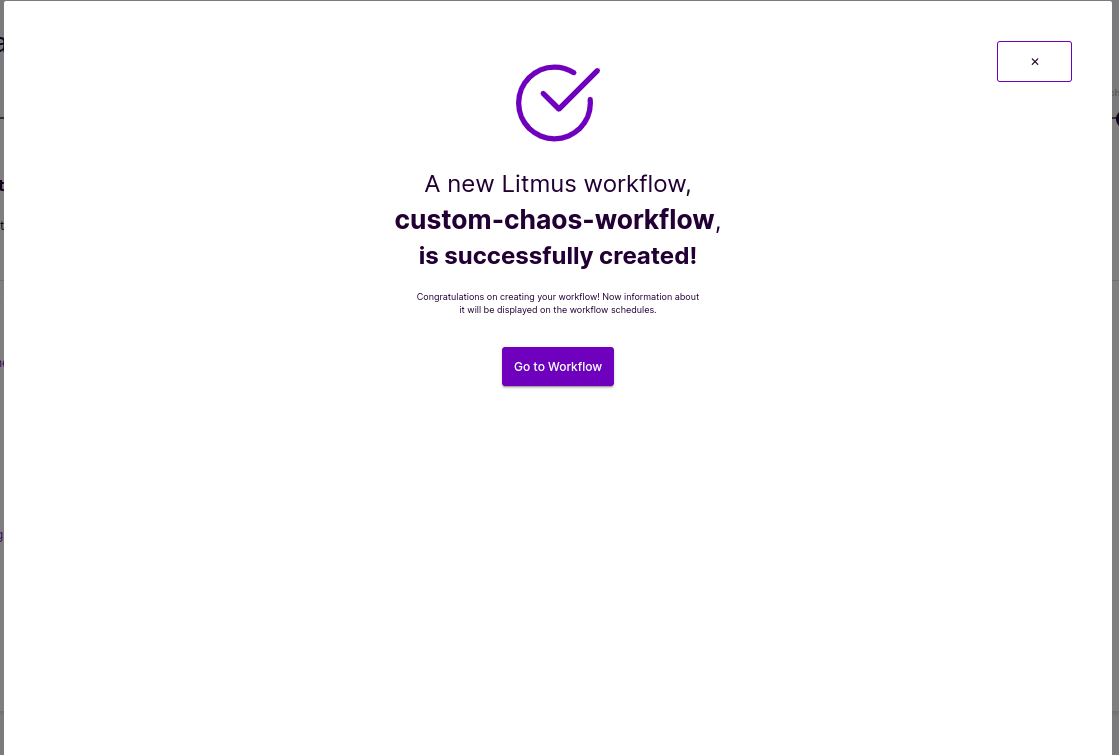 ×
A new Litmus workflow,
custom-chaos-workflow,
is successfully created!
Congratulations on creating your workflow! Now information about
it will be displayed on the workflow schedules.
Go to Workflow